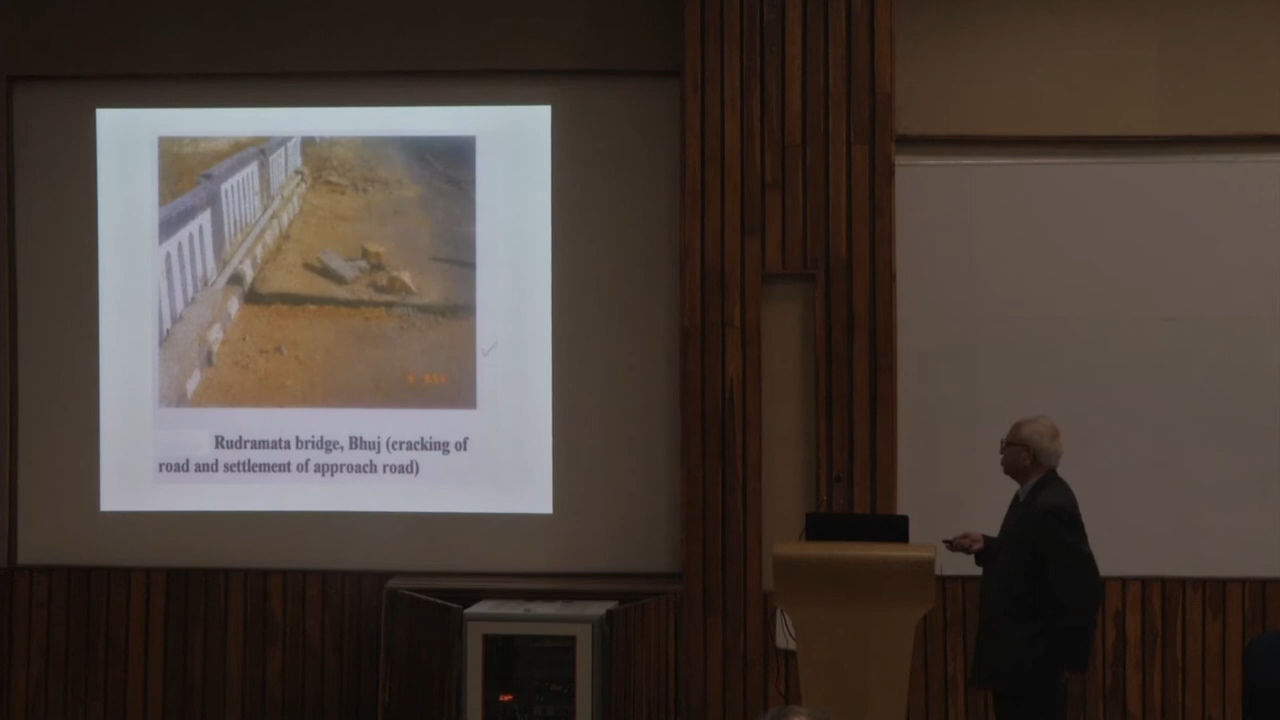 Rudramata bridge, Bhuj (cracking of
road and settlement of approach road)